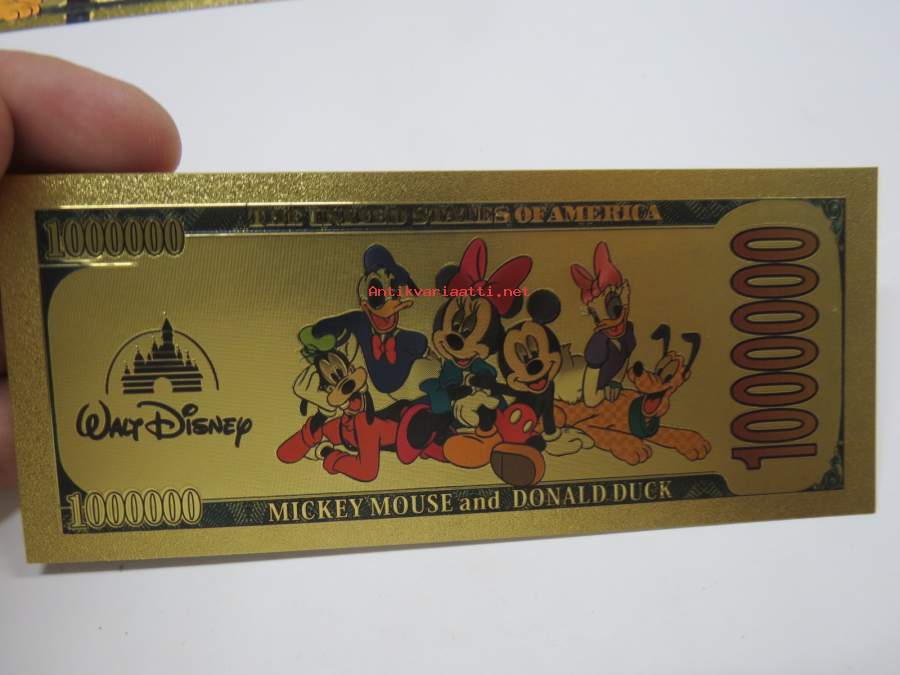 THE UNITED STATES OF AMERICA
1000000
1000000
Antikvariaatti.net
WALT DISNEY
1000000
MICKEY MOUSE and DONALD DUCK